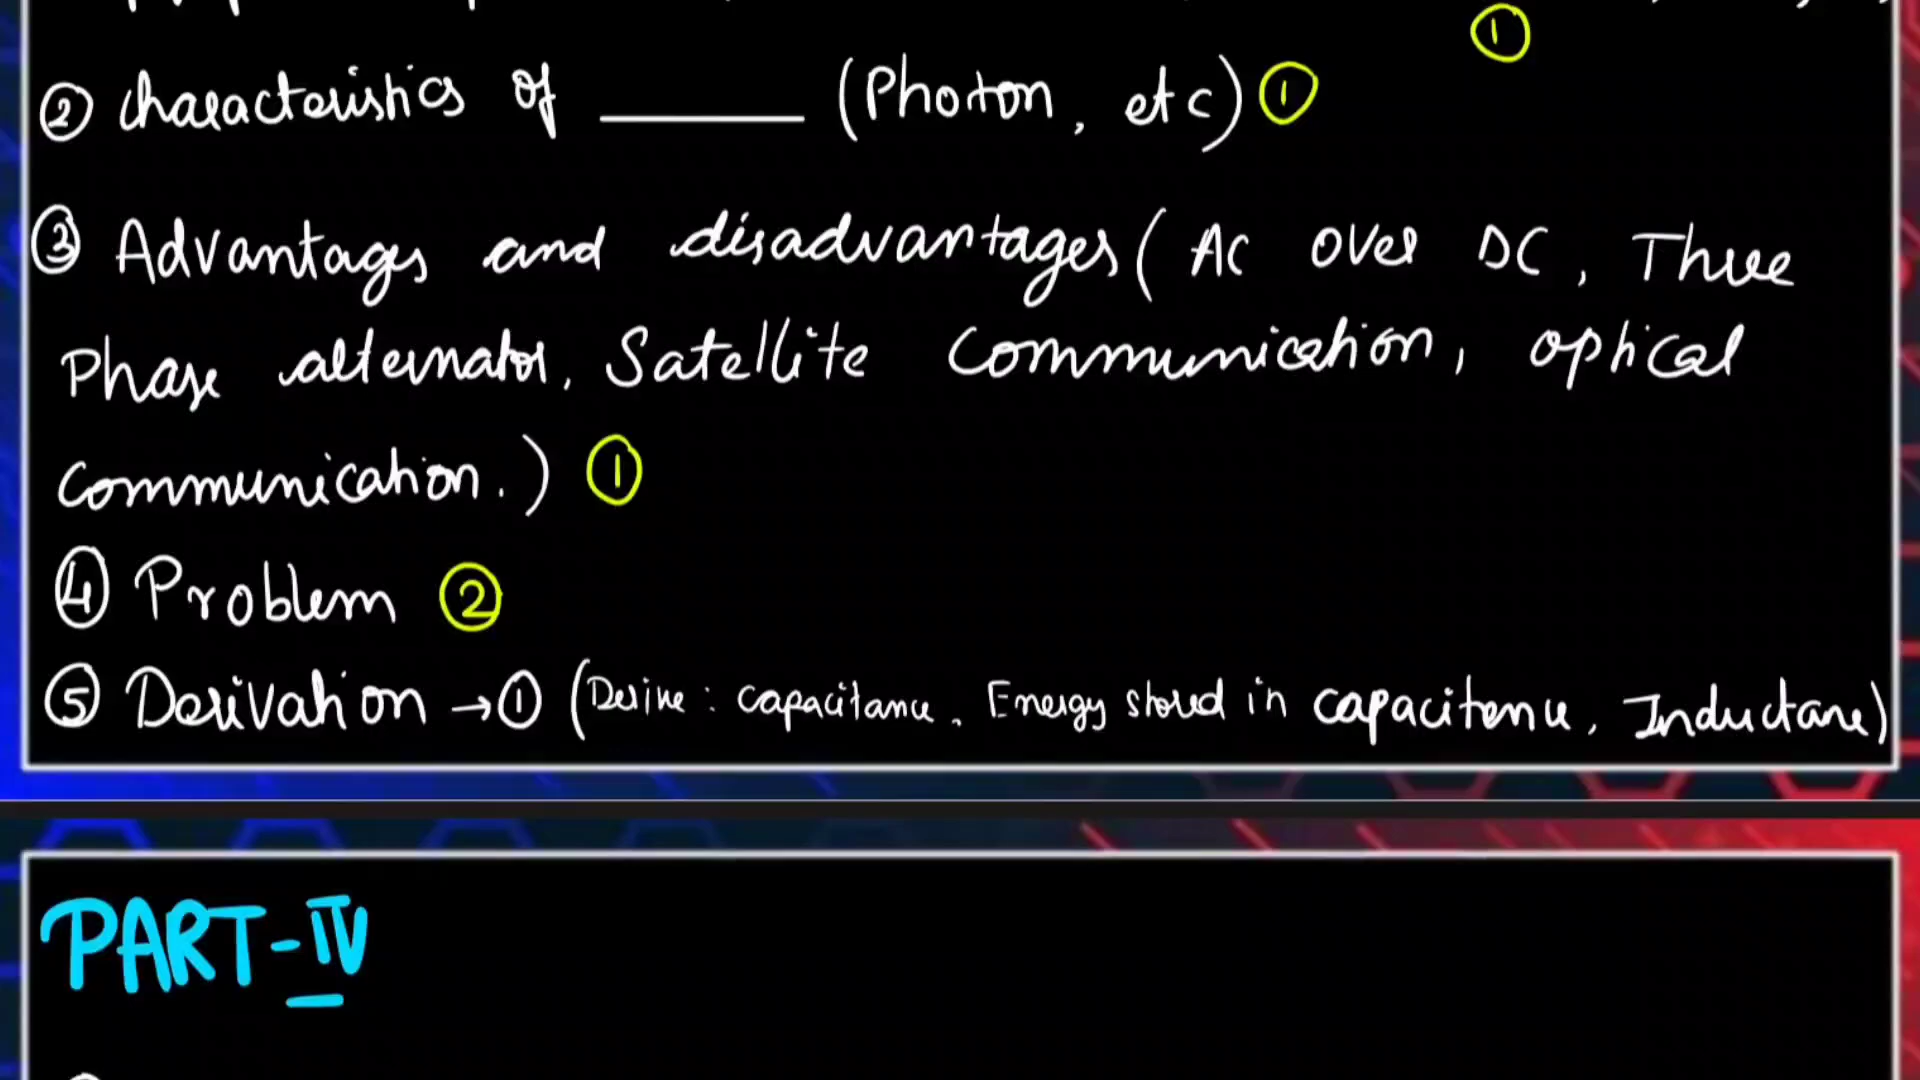 ①
② characteristics of ______ (Photon, etc) ①
③ Advantages and disadvantages ( AC over DC, Three
Phase alternator, Satellite Communication, optical
Communication.) ①
④ Problem ②
⑤ Derivation → ① (Derive : capacitance, Energy stored in capacitance, Inductane)
PART-IV